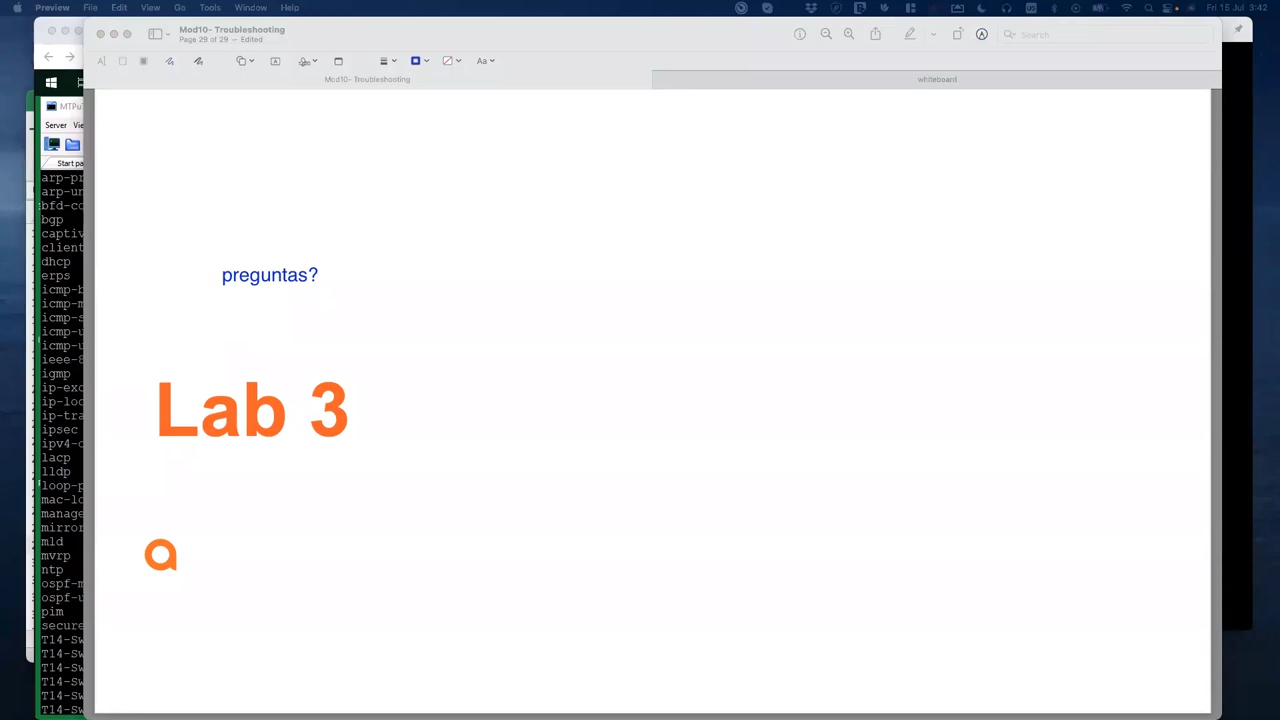 Preview File Edit View Go Tools Window Help
Fri 15 Jul 3:42
Mod10- Troubleshooting
Page 29 of 29 — Edited
Search
Aa
Mod10- Troubleshooting
whiteboard
MTPuT
Server Vie
Start pa
arp-pr
arp-un
bfd-co
bgp
captiv
client
dhcp
erps
icmp-b
icmp-m
icmp-s
icmp-u
icmp-u
ieee-8
igmp
ip-exc
ip-loc
ip-tra
ipsec
ipv4-c
lacp
lldp
loop-p
mac-lo
manage
mirror
mld
mvrp
ntp
ospf-m
ospf-u
pim
secure
T14-Sw
T14-Sw
T14-Sw
T14-Sw
T14-Sw
T14-Sw
preguntas?
Lab 3